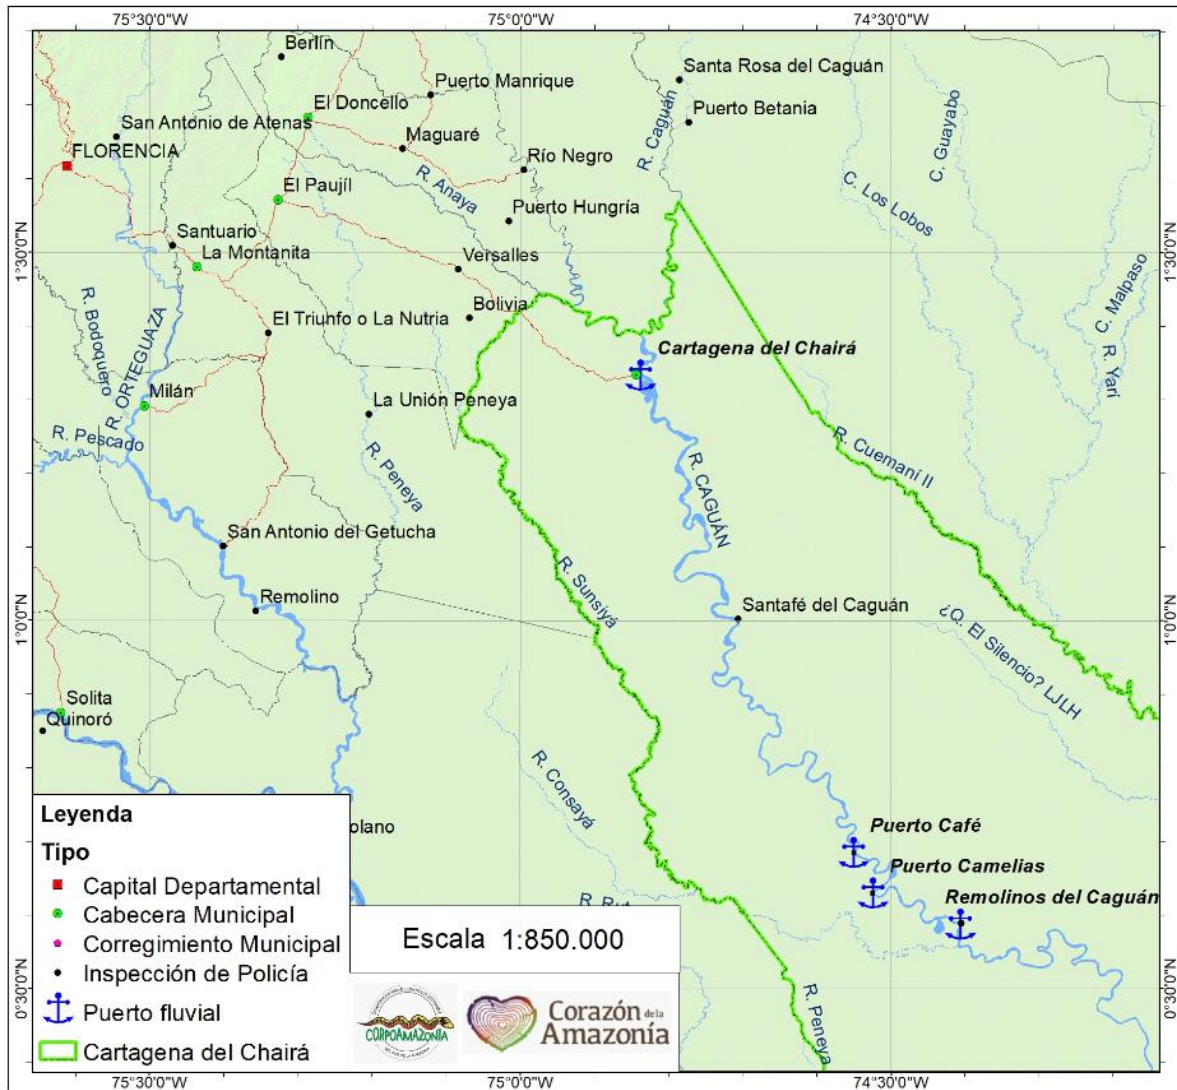 75°30'0"W
75°0'0"W
74°30'0"W
Berlín
Santa Rosa del Caguán
Puerto Manrique
El Doncello
R. Caguán
Puerto Betania
C. Guayabo
San Antonio de Atenas
Maguaré
FLORENCIA
Río Negro
R. Anaya
El Paujíl
C. Los Lobos
Puerto Hungría
Santuario
La Montanita
Versalles
1°30'0"N
1°30'0"N
R. Bodoquero
R. ORTEGUAZA
El Triunfo o La Nutria
Bolivia
C. Malpaso
R. Yarí
Cartagena del Chairá
Milán
La Unión Peneya
R. Pescado
R. Peneya
R. Cuemaní II
R. CAGUÁN
San Antonio del Getucha
R. Sunsiyá
Remolino
Santafé del Caguán
1°0'0"N
1°0'0"N
¿Q. El Silencio? LJLH
Solita
Quinoró
R. Consayá
olano
Puerto Café
Puerto Camelias
Remolinos del Caguán
R. Peneya
0°30'0"N
0°30'0"N
Leyenda
Tipo
Capital Departamental
Cabecera Municipal
Corregimiento Municipal
Inspección de Policía
Puerto fluvial
Cartagena del Chairá
Escala 1:850.000
CORPOAMAZONÍA
Corazón de la
Amazonía
75°30'0"W
75°0'0"W
74°30'0"W